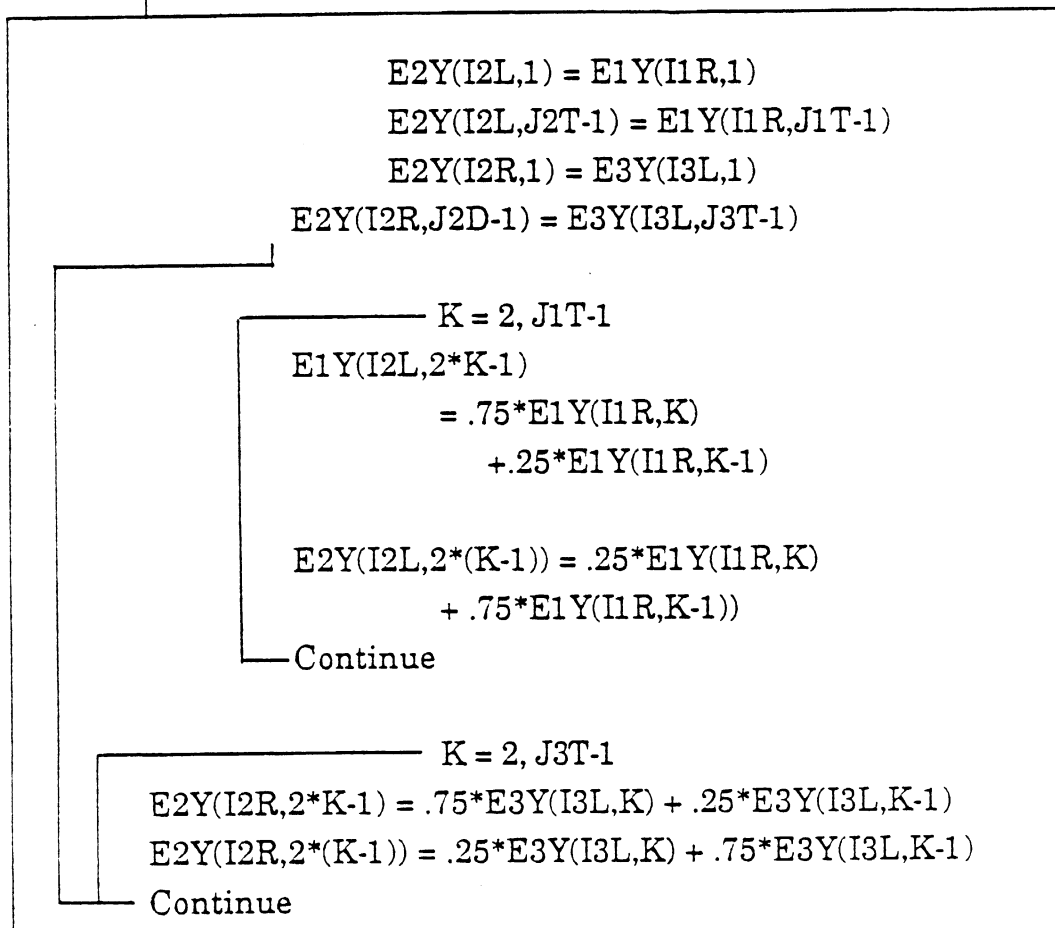 E2Y(I2L,1) = E1Y(I1R,1)
E2Y(I2L,J2T-1) = E1Y(I1R,J1T-1)
E2Y(I2R,1) = E3Y(I3L,1)
E2Y(I2R,J2D-1) = E3Y(I3L,J3T-1)
K = 2, J1T-1
E1Y(I2L,2*K-1)
= .75*E1Y(I1R,K)
+.25*E1Y(I1R,K-1)
E2Y(I2L,2*(K-1)) = .25*E1Y(I1R,K)
+ .75*E1Y(I1R,K-1))
Continue
K = 2, J3T-1
E2Y(I2R,2*K-1) = .75*E3Y(I3L,K) + .25*E3Y(I3L,K-1)
E2Y(I2R,2*(K-1)) = .25*E3Y(I3L,K) + .75*E3Y(I3L,K-1)
Continue